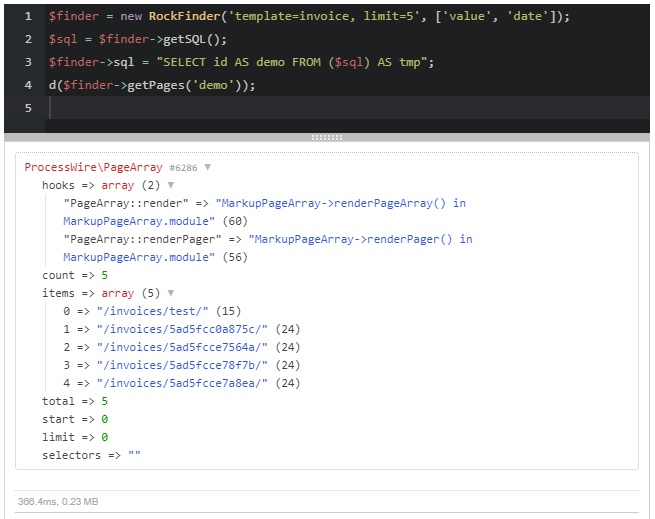 1 $finder = new RockFinder('template=invoice, limit=5', ['value', 'date']);
2 $sql = $finder->getSQL();
3 $finder->sql = "SELECT id AS demo FROM ($sql) AS tmp";
4 d($finder->getPages('demo'));
5
ProcessWire\PageArray #6286 ▼
hooks => array (2) ▼
"PageArray::render" => "MarkupPageArray->renderPageArray() in
MarkupPageArray.module" (60)
"PageArray::renderPager" => "MarkupPageArray->renderPager() in
MarkupPageArray.module" (56)
count => 5
items => array (5) ▼
0 => "/invoices/test/" (15)
1 => "/invoices/5ad5fcc0a875c/" (24)
2 => "/invoices/5ad5fcce7564a/" (24)
3 => "/invoices/5ad5fcce78f7b/" (24)
4 => "/invoices/5ad5fcce7a8ea/" (24)
total => 5
start => 0
limit => 0
selectors => ""
366.4ms, 0.23 MB